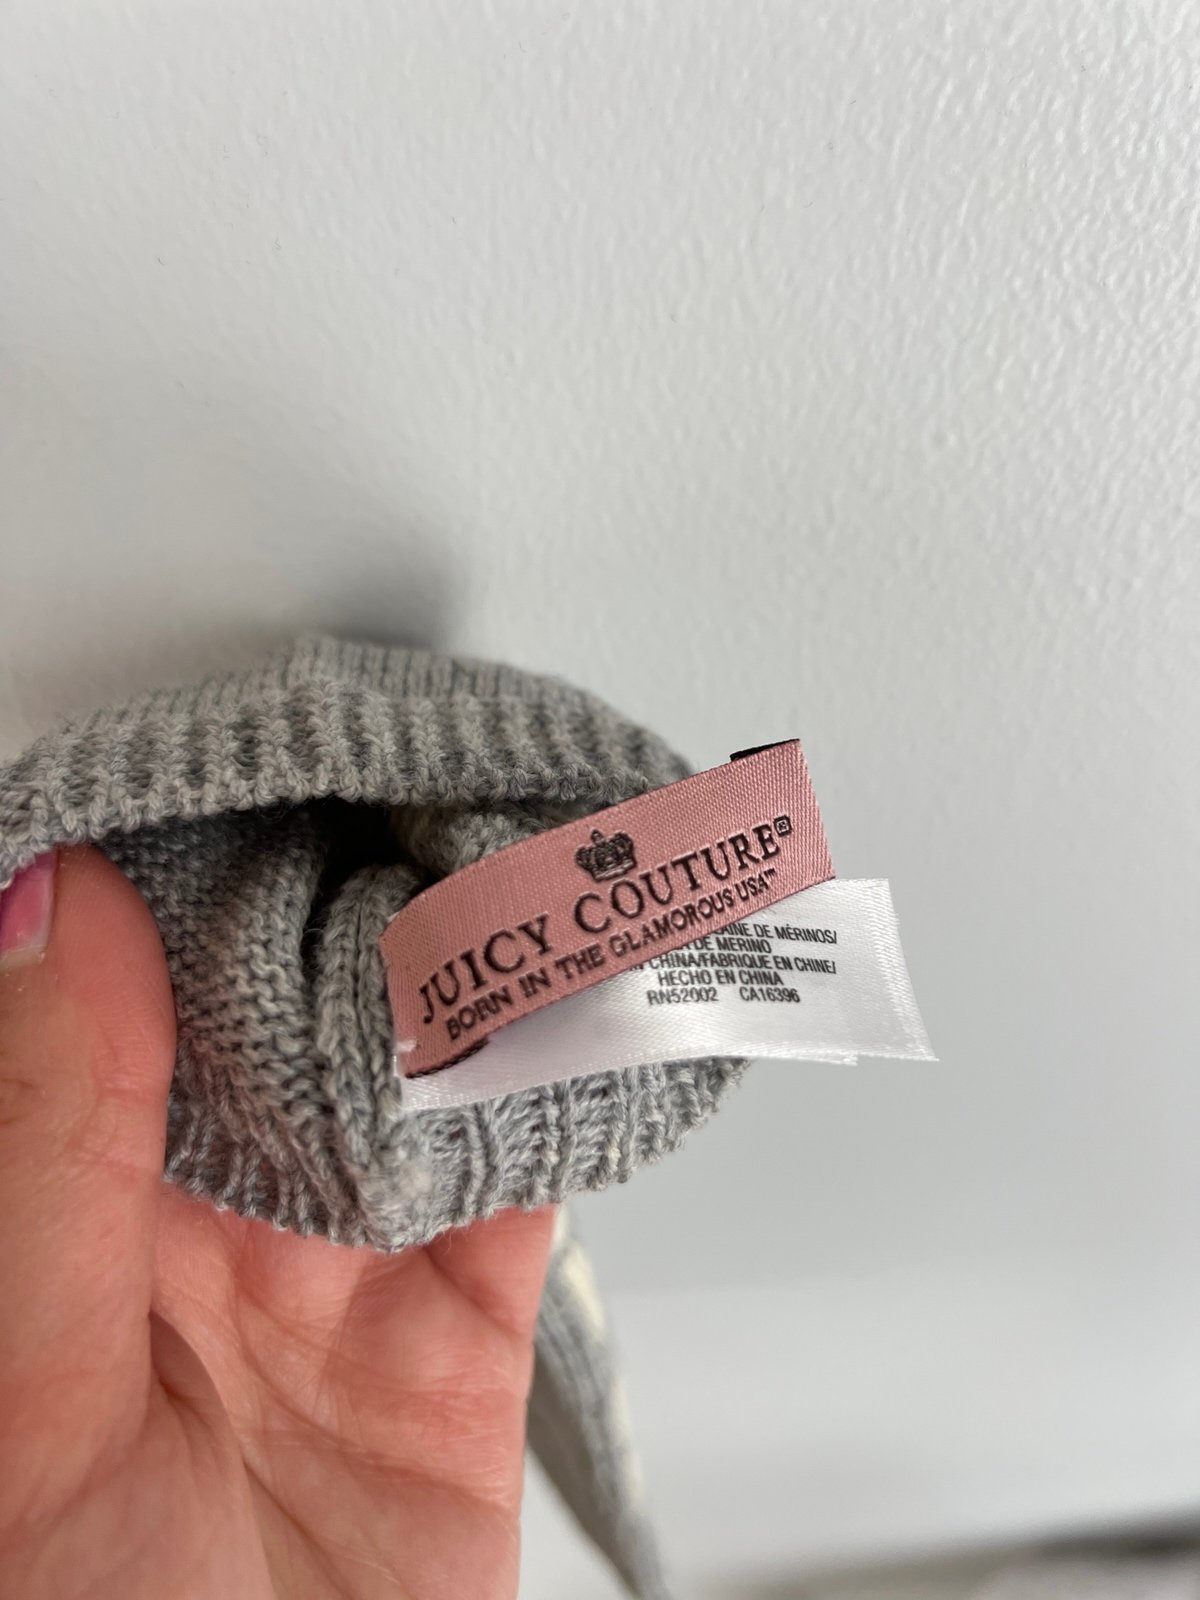 JUICY COUTURE
BORN IN THE GLAMOROUS USA™
DE MÉRINOS/
DE MERINO
CHINA/FABRIQUE EN CHINE/
HECHO EN CHINA
RN52002 CA16396